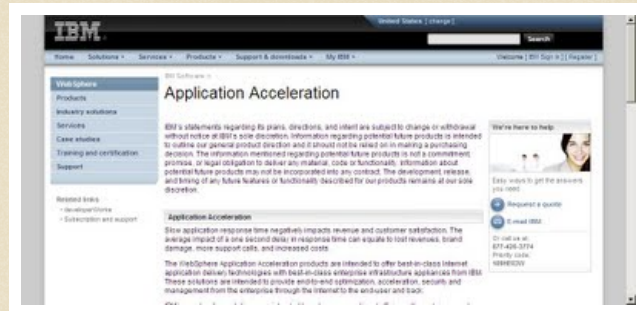 United States [ change ]
IBM
Search
Home Solutions Services Products Support & downloads My IBM
Welcome [ IBM Sign in ] [ Register ]
IBM Software >
WebSphere
Products
Industry solutions
Services
Case studies
Training and certification
Support
Related links
developerWorks
Subscription and support
Application Acceleration
IBM's statements regarding its plans, directions, and intent are subject to change or withdrawal
without notice at IBM's sole discretion. Information regarding potential future products is intended
to outline our general product direction and it should not be relied on in making a purchasing
decision. The information mentioned regarding potential future products is not a commitment,
promise, or legal obligation to deliver any material, code or functionality. Information about
potential future products may not be incorporated into any contract. The development, release,
and timing of any future features or functionality described for our products remains at our sole
discretion.
Application Acceleration
Slow application response time negatively impacts revenue and customer satisfaction. The
average impact of a one second delay in response time can equate to lost revenues, brand
damage, more support calls, and increased costs.
The WebSphere Application Acceleration products are intended to offer best-in-class Internet
application delivery technologies with best-in-class enterprise infrastructure appliances from IBM.
These solutions are intended to provide end-to-end optimization, acceleration, security and
management from the enterprise through the Internet to the end-user and back.
We're here to help
Easy ways to get the answers
you need.
Request a quote
E-mail IBM
Or call us at:
877-426-3774
Priority code: